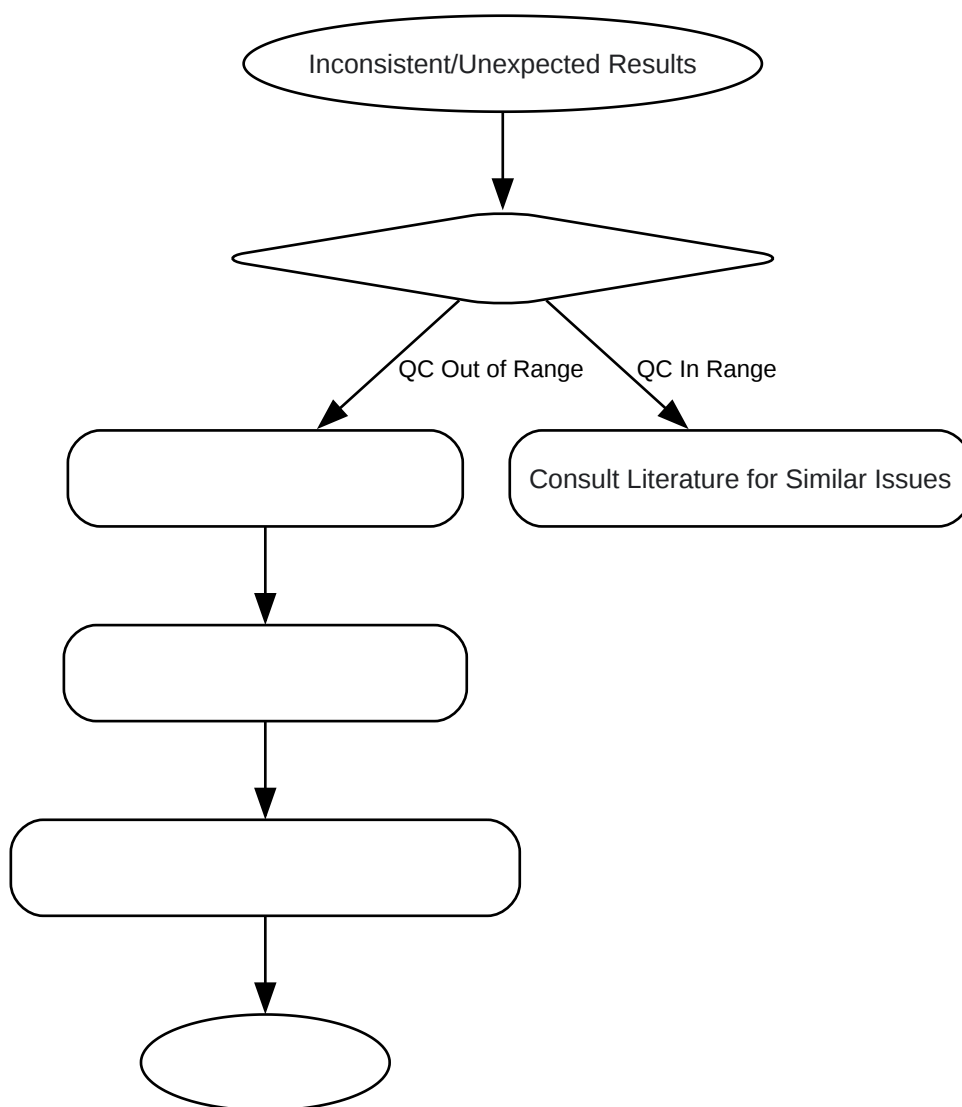 Inconsistent/Unexpected Results
QC Out of Range
QC In Range
Consult Literature for Similar Issues